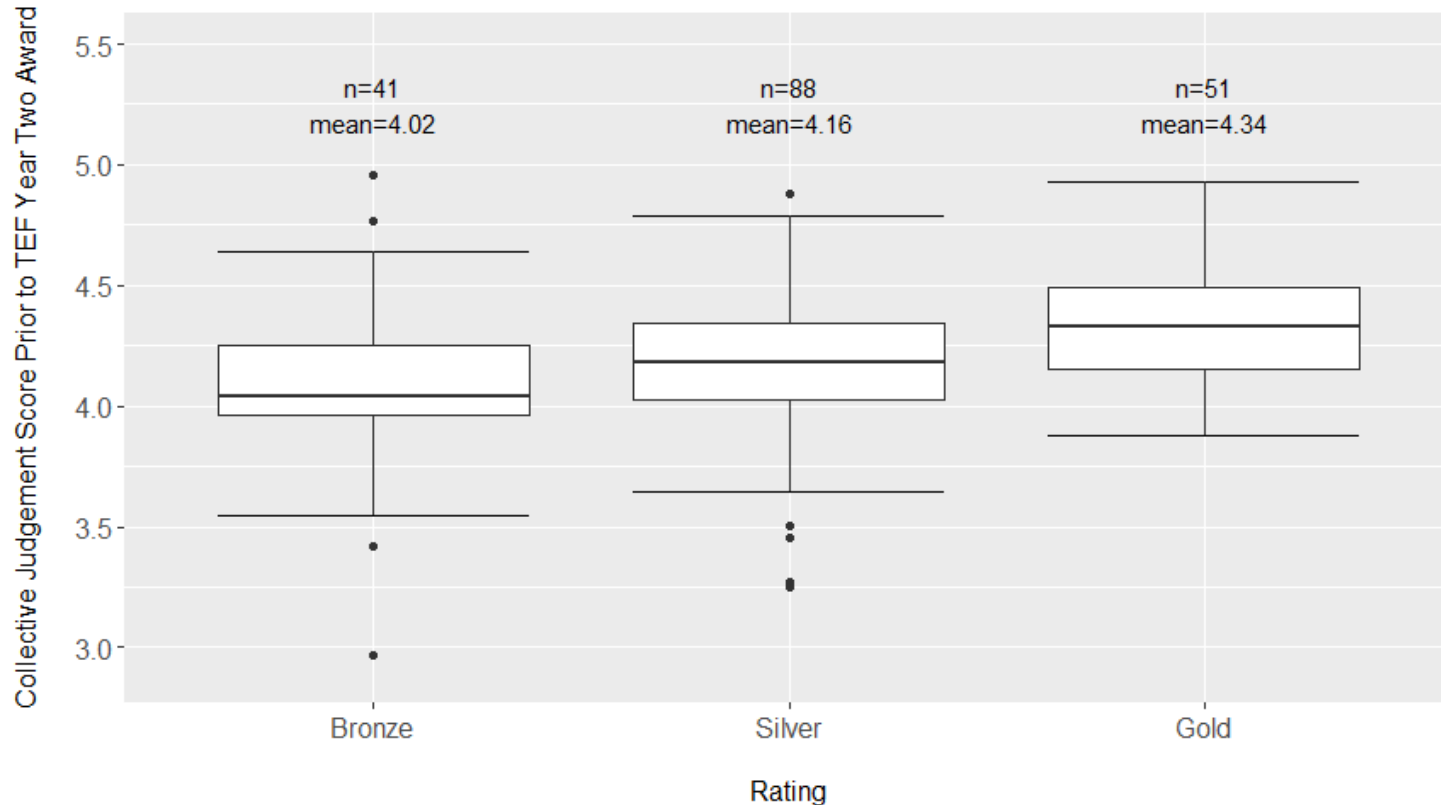 Collective Judgement Score Prior to TEF Year Two Award
5.5
5.0
4.5
4.0
3.5
3.0
n=41
mean=4.02
n=88
mean=4.16
n=51
mean=4.34
Bronze
Silver
Gold
Rating